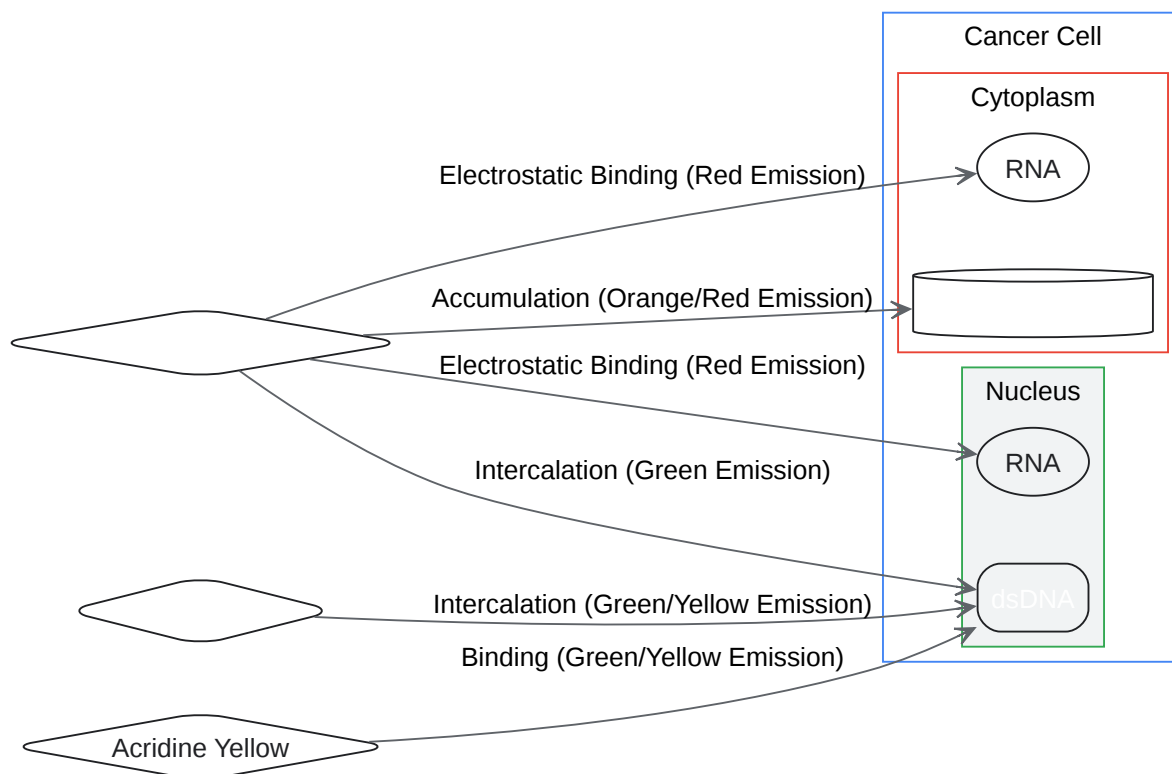 Cancer Cell
Cytoplasm
Electrostatic Binding (Red Emission)
RNA
Accumulation (Orange/Red Emission)
Electrostatic Binding (Red Emission)
Nucleus
RNA
Intercalation (Green Emission)
dsDNA
Intercalation (Green/Yellow Emission)
Binding (Green/Yellow Emission)
Acridine Yellow